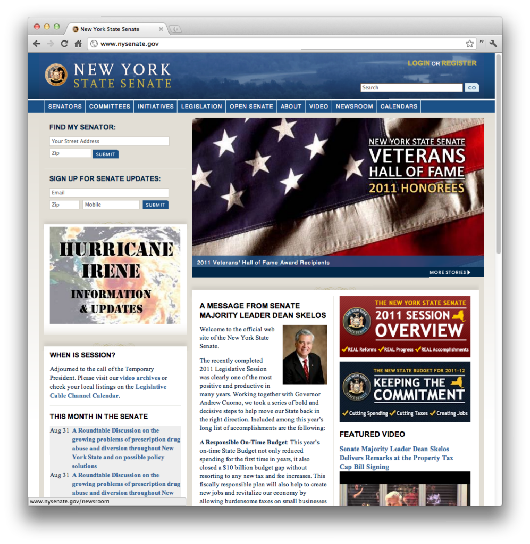 New York State Senate
www.nysenate.gov
LOGIN OR REGISTER
NEW YORK
STATE SENATE
Search
GO
SENATORS COMMITTEES INITIATIVES LEGISLATION OPEN SENATE ABOUT VIDEO NEWSROOM CALENDARS
FIND MY SENATOR:
Your Street Address
Zip SUBMIT
SIGN UP FOR SENATE UPDATES:
Email
Zip Mobile SUBMIT
HURRICANE
IRENE
INFORMATION
& UPDATES
WHEN IS SESSION?
Adjourned to the call of the Temporary
President. Please visit our video archives or
check your local listings on the Legislative
Cable Channel Calendar.
THIS MONTH IN THE SENATE
Aug 31 A Roundtable Discussion on the
growing problems of prescription drug
abuse and diversion throughout New
York State and on possible policy
solutions
Aug 31 A Roundtable Discussion on the
growing problems of prescription drug
abuse and diversion throughout New
www.nysenate.gov/newsroom
NEW YORK STATE SENATE
VETERANS
HALL OF FAME
2011 HONOREES
2011 Veterans' Hall of Fame Award Recipients
MORE STORIES
A MESSAGE FROM SENATE
MAJORITY LEADER DEAN SKELOS
Welcome to the official web
site of the New York State
Senate.
The recently completed
2011 Legislative Session
was clearly one of the most
positive and productive in
many years. Working with Governor
Andrew Cuomo, we took a series of bold and
decisive steps to help move our State back in
the right direction. Included among this year's
long list of accomplishments are the following:
A Responsible On-Time Budget: This year's
on-time State Budget not only reduced
spending for the first time in years, it also
closed a $10 billion budget gap without
resorting to any new tax and fee increases. This
fiscally responsible plan will also help to create
new jobs and revitalize our economy by
allowing burdensome taxes on small businesses
THE NEW YORK STATE SENATE
2011 SESSION
OVERVIEW
REAL Reforms REAL Progress REAL Accomplishments
THE NEW STATE BUDGET FOR 2011-12
KEEPING THE
COMMITMENT
Cutting Spending Cutting Taxes Creating Jobs
FEATURED VIDEO
Senate Majority Leader Dean Skelos
Delivers Remarks at the Property Tax
Cap Bill Signing